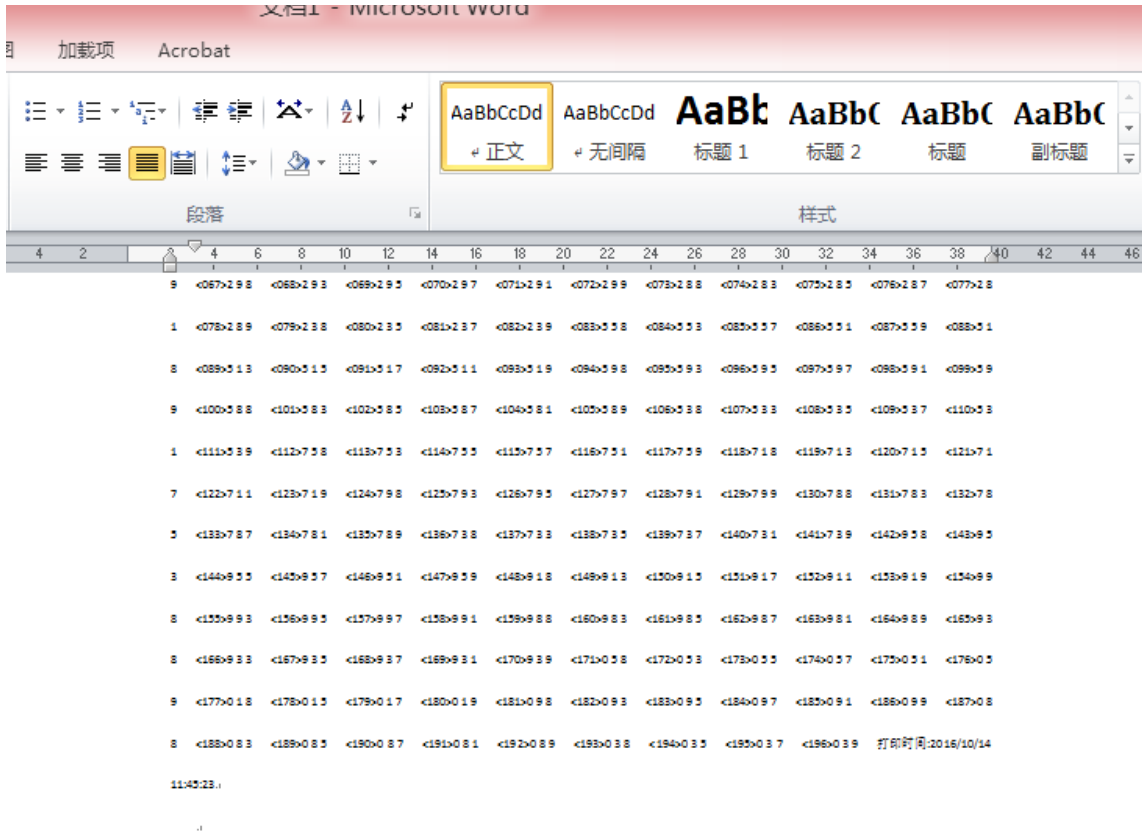 文档1 - Microsoft Word
图 加载项 Acrobat
AaBbCcDd AaBbCcDd AaBb AaBb( AaBb( AaBb(
正文 无间隔 标题 1 标题 2 标题 副标题
段落 样式
4 2 2 4 6 8 10 12 14 16 18 20 22 24 26 28 30 32 34 36 38 40 42 44 46
9 <067>2 9 8 <068>2 9 3 <069>2 9 5 <070>2 9 7 <071>2 9 1 <072>2 9 9 <073>2 8 8 <074>2 8 3 <075>2 8 5 <076>2 8 7 <077>2 8
1 <078>2 8 9 <079>2 3 8 <080>2 3 5 <081>2 3 7 <082>2 3 9 <083>5 5 8 <084>5 5 3 <085>5 5 7 <086>5 5 1 <087>5 5 9 <088>5 1
8 <089>5 1 3 <090>5 1 5 <091>5 1 7 <092>5 1 1 <093>5 1 9 <094>5 9 8 <095>5 9 3 <096>5 9 5 <097>5 9 7 <098>5 9 1 <099>5 9
9 <100>5 8 8 <101>5 8 3 <102>5 8 5 <103>5 8 7 <104>5 8 1 <105>5 8 9 <106>5 3 8 <107>5 3 3 <108>5 3 5 <109>5 3 7 <110>5 3
1 <111>5 3 9 <112>7 5 8 <113>7 5 3 <114>7 5 5 <115>7 5 7 <116>7 5 1 <117>7 5 9 <118>7 1 8 <119>7 1 3 <120>7 1 5 <121>7 1
7 <122>7 1 1 <123>7 1 9 <124>7 9 8 <125>7 9 3 <126>7 9 5 <127>7 9 7 <128>7 9 1 <129>7 9 9 <130>7 8 8 <131>7 8 3 <132>7 8
5 <133>7 8 7 <134>7 8 1 <135>7 8 9 <136>7 3 8 <137>7 3 3 <138>7 3 5 <139>7 3 7 <140>7 3 1 <141>7 3 9 <142>9 5 8 <143>9 5
3 <144>9 5 5 <145>9 5 7 <146>9 5 1 <147>9 5 9 <148>9 1 8 <149>9 1 3 <150>9 1 5 <151>9 1 7 <152>9 1 1 <153>9 1 9 <154>9 9
8 <155>9 9 3 <156>9 9 5 <157>9 9 7 <158>9 9 1 <159>9 8 8 <160>9 8 3 <161>9 8 5 <162>9 8 7 <163>9 8 1 <164>9 8 9 <165>9 3
8 <166>9 3 3 <167>9 3 5 <168>9 3 7 <169>9 3 1 <170>9 3 9 <171>0 5 8 <172>0 5 3 <173>0 5 5 <174>0 5 7 <175>0 5 1 <176>0 5
9 <177>0 1 8 <178>0 1 5 <179>0 1 7 <180>0 1 9 <181>0 9 8 <182>0 9 3 <183>0 9 5 <184>0 9 7 <185>0 9 1 <186>0 9 9 <187>0 8
8 <188>0 8 3 <189>0 8 5 <190>0 8 7 <191>0 8 1 <192>0 8 9 <193>0 3 8 <194>0 3 5 <195>0 3 7 <196>0 3 9 打印时间:2016/10/14
11:45:23.